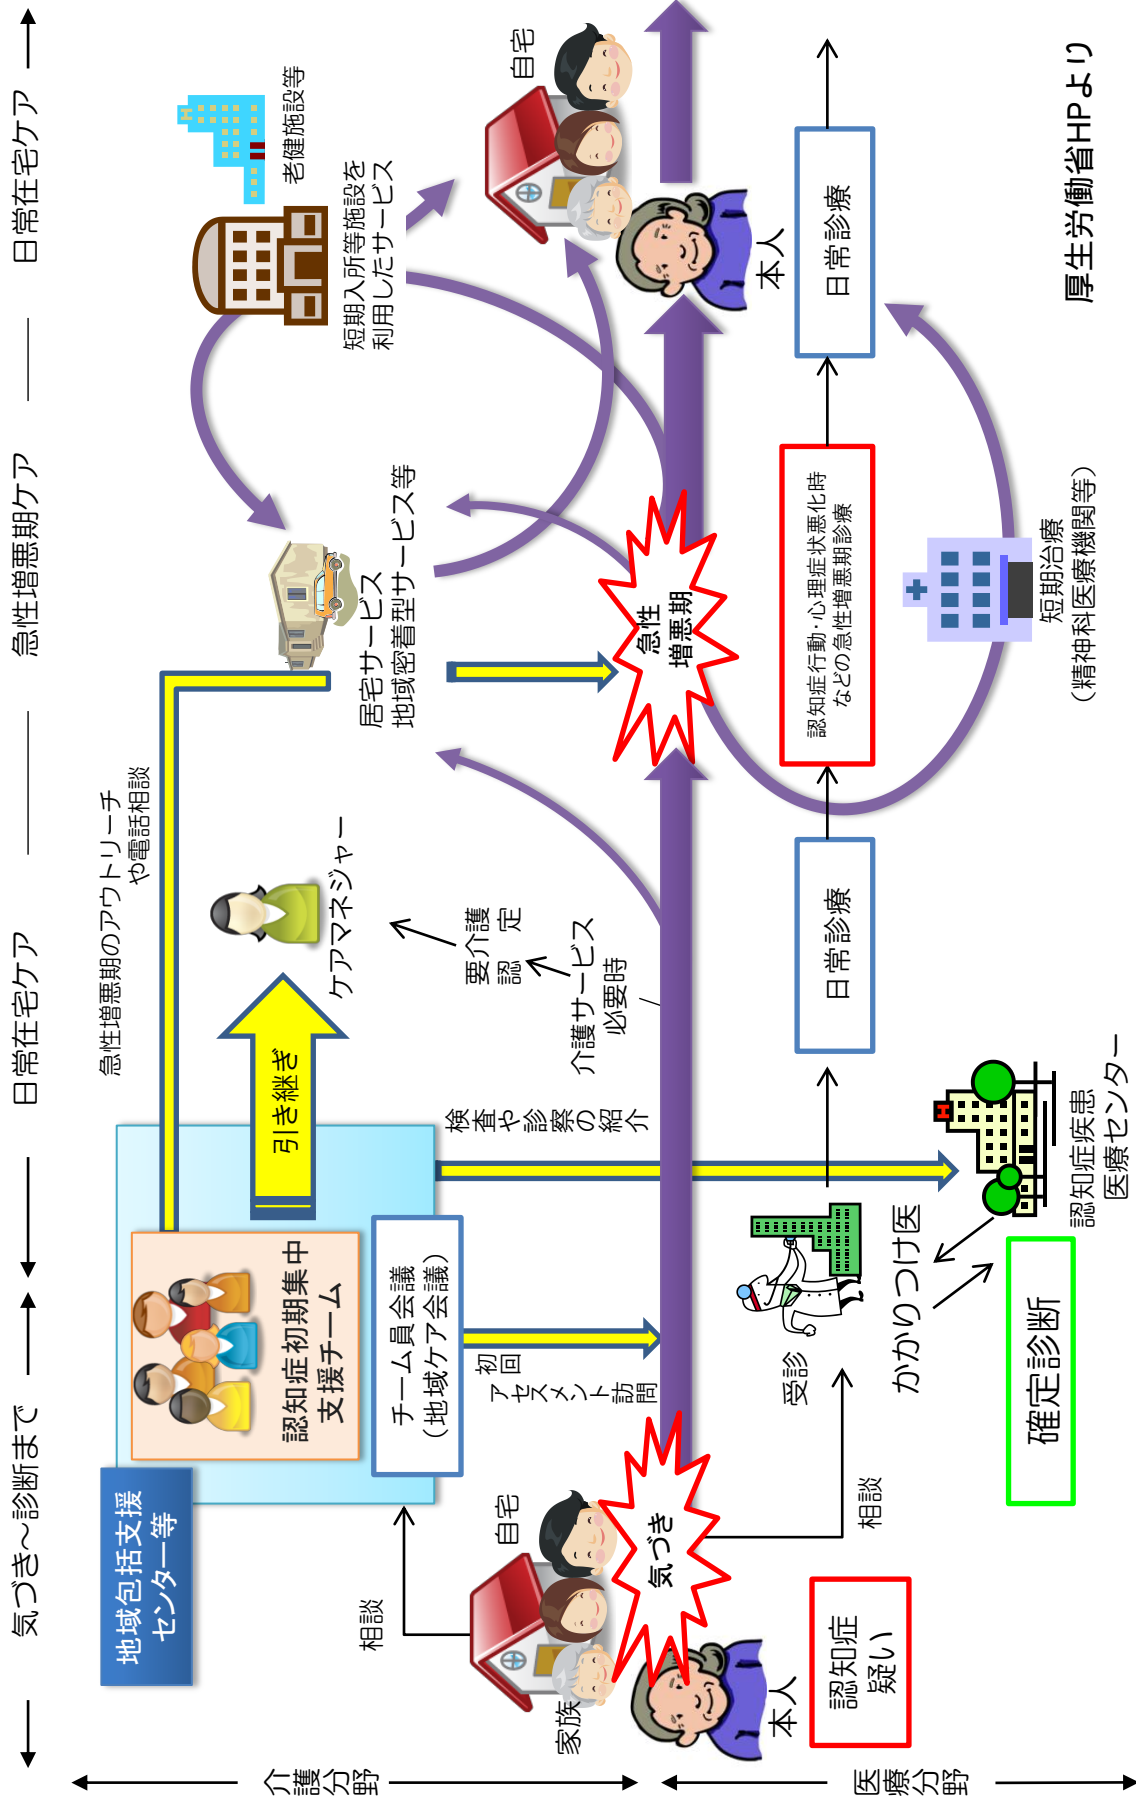 気づき～診断まで
日常在宅ケア
急性増悪期ケア
日常在宅ケア
介護分野
医療分野
地域包括支援
センター等
認知症初期集中
支援チーム
チーム員会議
（地域ケア会議）
引き継ぎ
急性増悪期のアウトリーチ
や電話相談
ケアマネジャー
要介護
認定
介護サービス
必要時
検査や診察の紹介
初回
アセスメント訪問
相談
自宅
家族
本人
気づき
認知症
疑い
相談
受診
かかりつけ医
確定診断
認知症疾患
医療センター
日常診療
居宅サービス
地域密着型サービス等
急性
増悪期
認知症行動・心理症状悪化時
などの急性増悪期診療
短期治療
（精神科医療機関等）
老健施設等
短期入所等施設を
利用したサービス
自宅
本人
日常診療
厚生労働省HPより